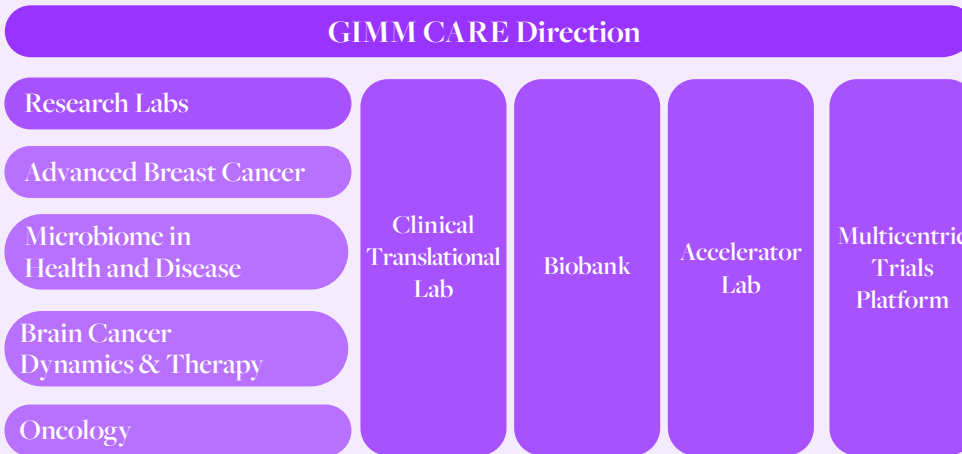 GIMM CARE Direction
Research Labs
Advanced Breast Cancer
Microbiome in
Health and Disease
Brain Cancer
Dynamics & Therapy
Oncology
Clinical
Translational
Lab
Biobank
Accelerator
Lab
Multicentric
Trials
Platform